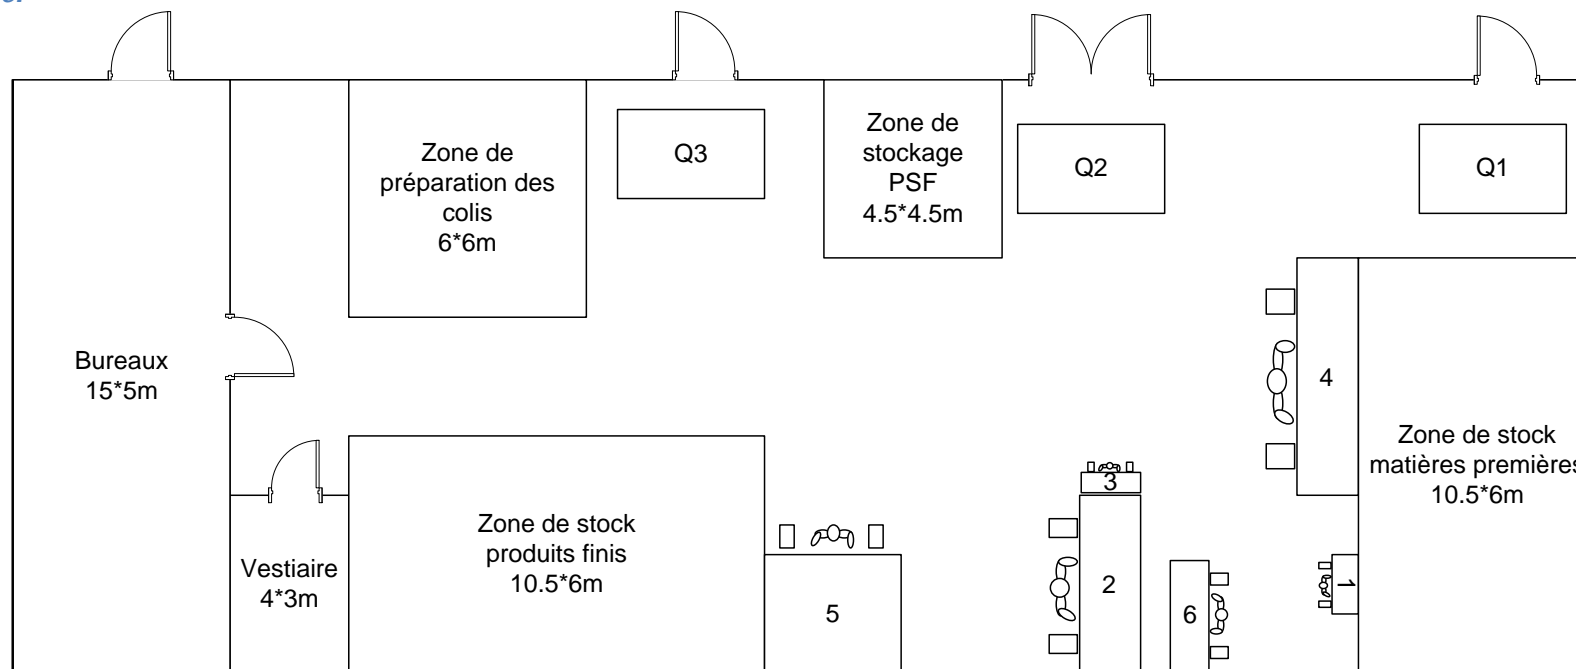 Zone de
préparation des
colis
6*6m
Q3
Zone de
stockage
PSF
4.5*4.5m
Q2
Q1
Bureaux
15*5m
4
Zone de stock
matières premières
10.5*6m
3
Zone de stock
produits finis
10.5*6m
Vestiaire
4*3m
5
2
6
1